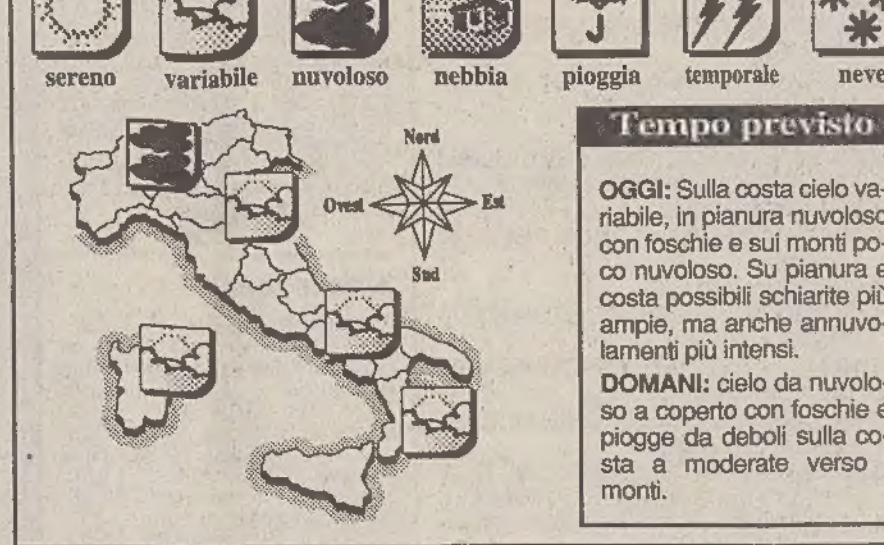 sereno variabile nuvoloso nebbia pioggia temporale neve
Nord
Ovest Est
Sud
Tempo previsto
OGGI: Sulla costa cielo va-
riabile, in pianura nuvoloso
con foschie e sui monti po-
co nuvoloso. Su pianura e
costa possibili schiarite più
ampie, ma anche annuvo-
lamenti più intensi.
DOMANI: cielo da nuvolo-
so a coperto con foschie e
piogge da deboli sulla co-
sta a moderate verso
monti.